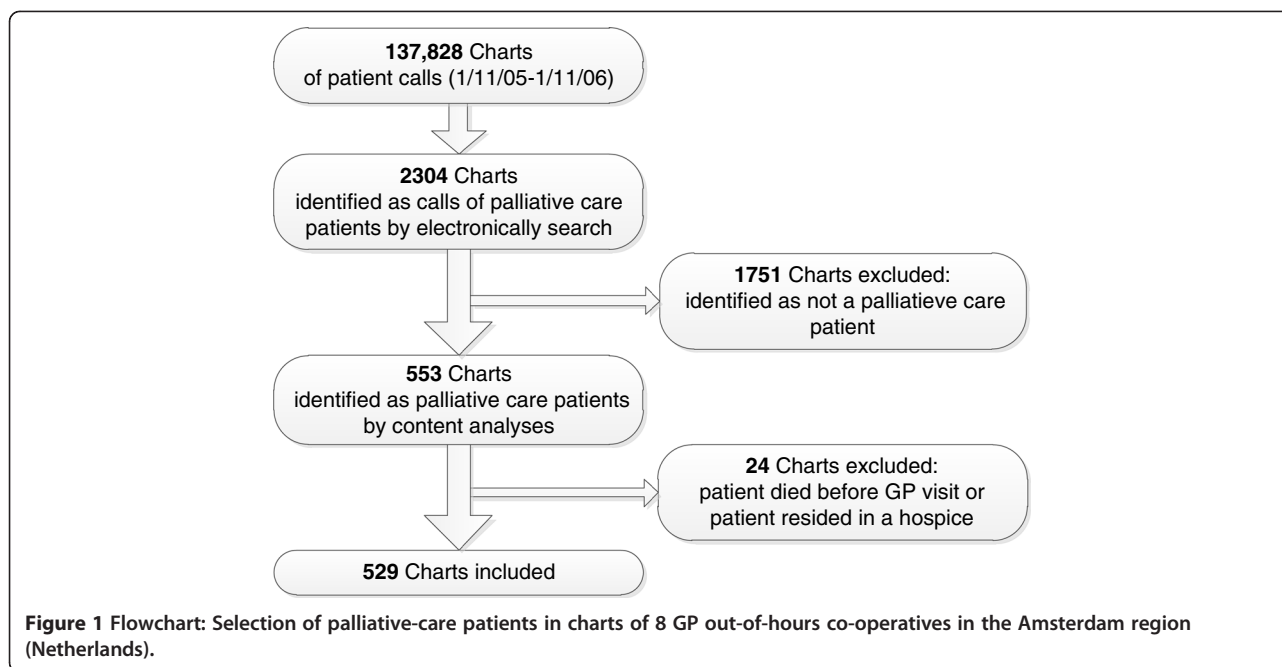 137,828 Charts
of patient calls (1/11/05-1/11/06)
2304 Charts
identified as calls of palliative care
patients by electronically search
1751 Charts excluded:
identified as not a palliatieve care
patient
553 Charts
identified as palliative care patients
by content analyses
24 Charts excluded:
patient died before GP visit or
patient resided in a hospice
529 Charts included
Figure 1 Flowchart: Selection of palliative-care patients in charts of 8 GP out-of-hours co-operatives in the Amsterdam region
(Netherlands).